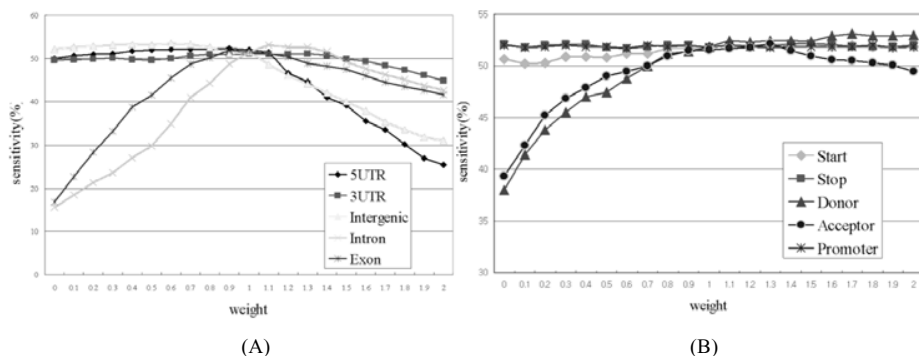 60
50
40
30
20
10
0
sensitivity(%)
5UTR
3UTR
Intergenic
Intron
Exon
0 0.1 0.2 0.3 0.4 0.5 0.6 0.7 0.8 0.9 1 1.1 1.2 1.3 1.4 1.5 1.6 1.7 1.8 1.9 2
weight
(A)
55
50
45
40
35
30
sensitivity(%)
Start
Stop
Donor
Acceptor
Promoter
0 0.1 0.2 0.3 0.4 0.5 0.6 0.7 0.8 0.9 1 1.1 1.2 1.3 1.4 1.5 1.6 1.7 1.8 1.9 2
weight
(B)